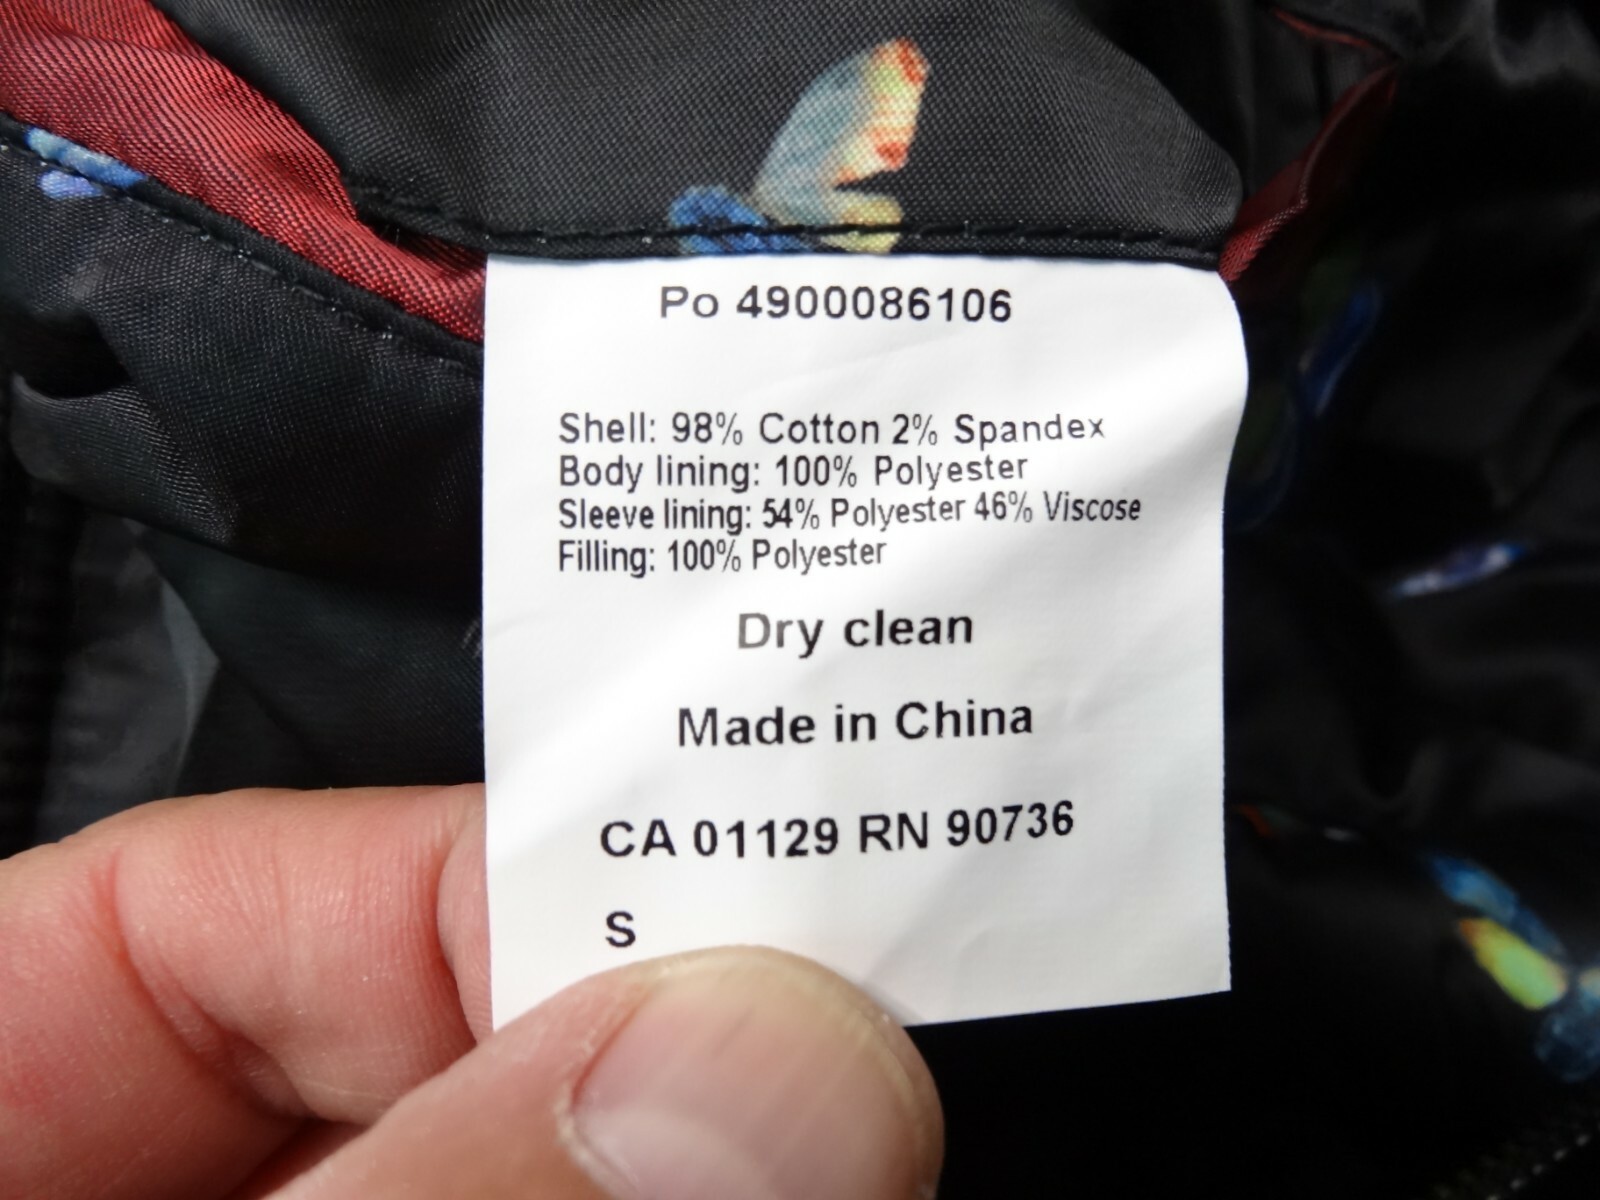 Po 4900086106
Shell: 98% Cotton 2% Spandex
Body lining: 100% Polyester
Sleeve lining: 54% Polyester 46% Viscose
Filling: 100% Polyester
Dry clean
Made in China
CA 01129 RN 90736
S